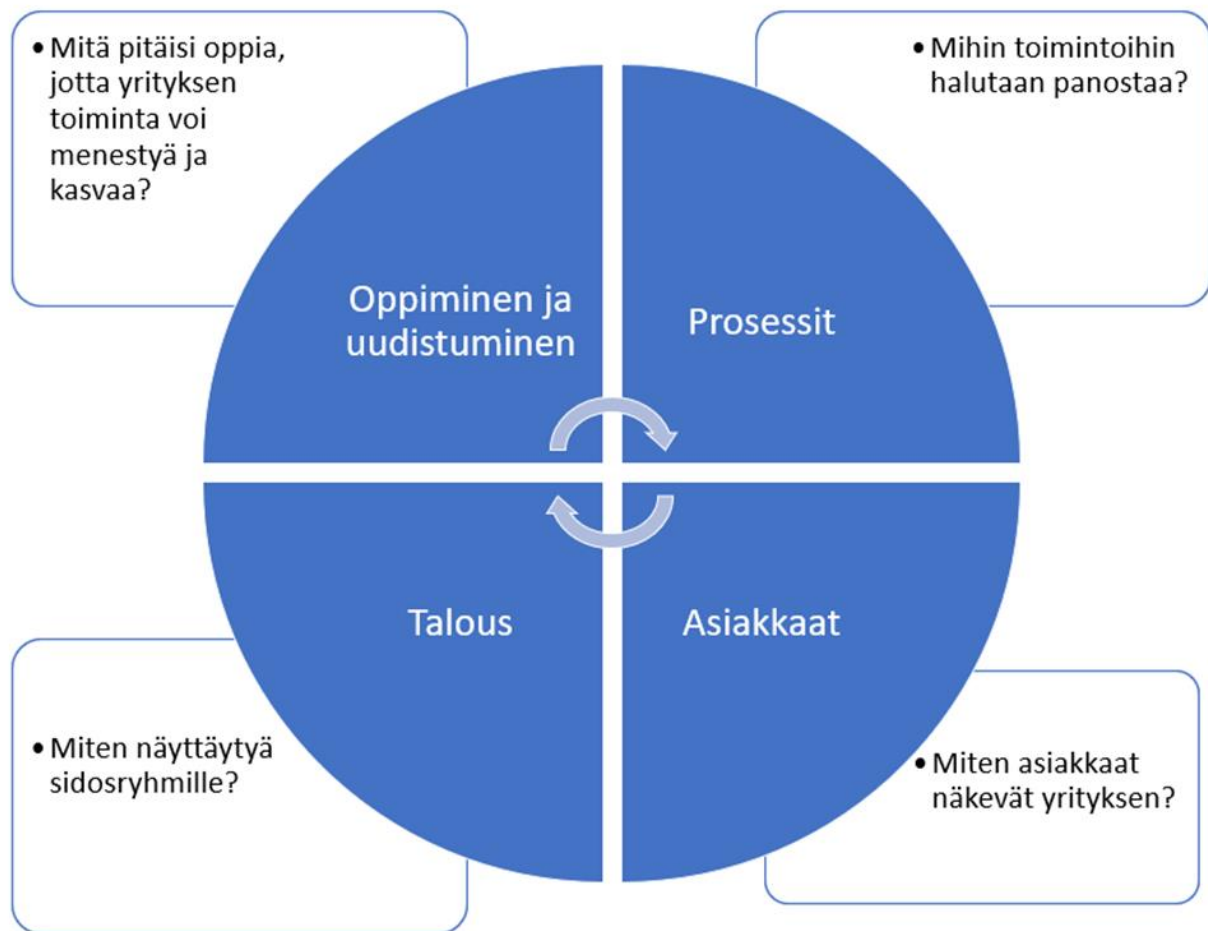 • Mitä pitäisi oppia,
jotta yrityksen
toiminta voi
menestyä ja
kasvaa?
• Mihin toimintoihin
halutaan panostaa?
Oppiminen ja
uudistuminen
Prosessit
Talous
Asiakkaat
• Miten näyttäytyä
sidosryhmille?
• Miten asiakkaat
näkevät yrityksen?